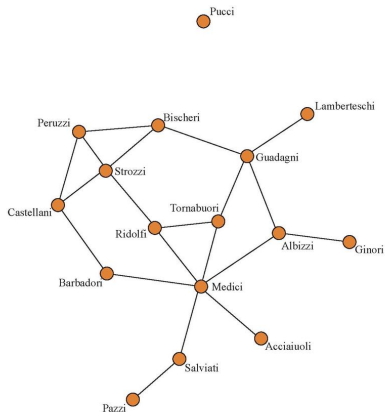 Pucci
Lamberteschi
Bischeri
Peruzzi
Guadagni
Strozzi
Tornabuori
Castellani
Ridolfi
Albizzi
Ginori
Barbadori
Medici
Acciaiuoli
Salviati
Pazzi